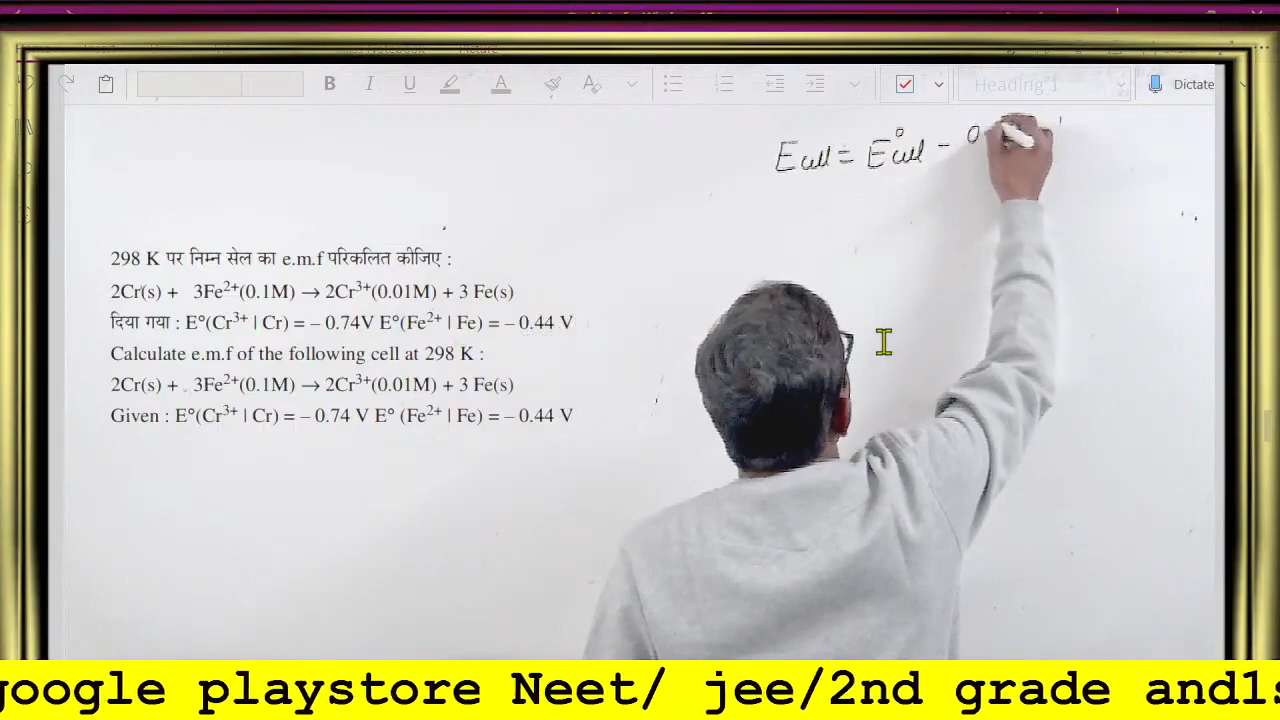 B I U A A Heading 1 Dictate
Ecell = E°cell - 0
298 K पर निम्न सेल का e.m.f परिकलित कीजिए :
2Cr(s) + 3Fe²⁺(0.1M) → 2Cr³⁺(0.01M) + 3 Fe(s)
दिया गया : E°(Cr³⁺ | Cr) = – 0.74V E°(Fe²⁺ | Fe) = – 0.44 V
Calculate e.m.f of the following cell at 298 K :
2Cr(s) + 3Fe²⁺(0.1M) → 2Cr³⁺(0.01M) + 3 Fe(s)
Given : E°(Cr³⁺ | Cr) = – 0.74 V E° (Fe²⁺ | Fe) = – 0.44 V
google playstore Neet/ jee/2nd grade and1s